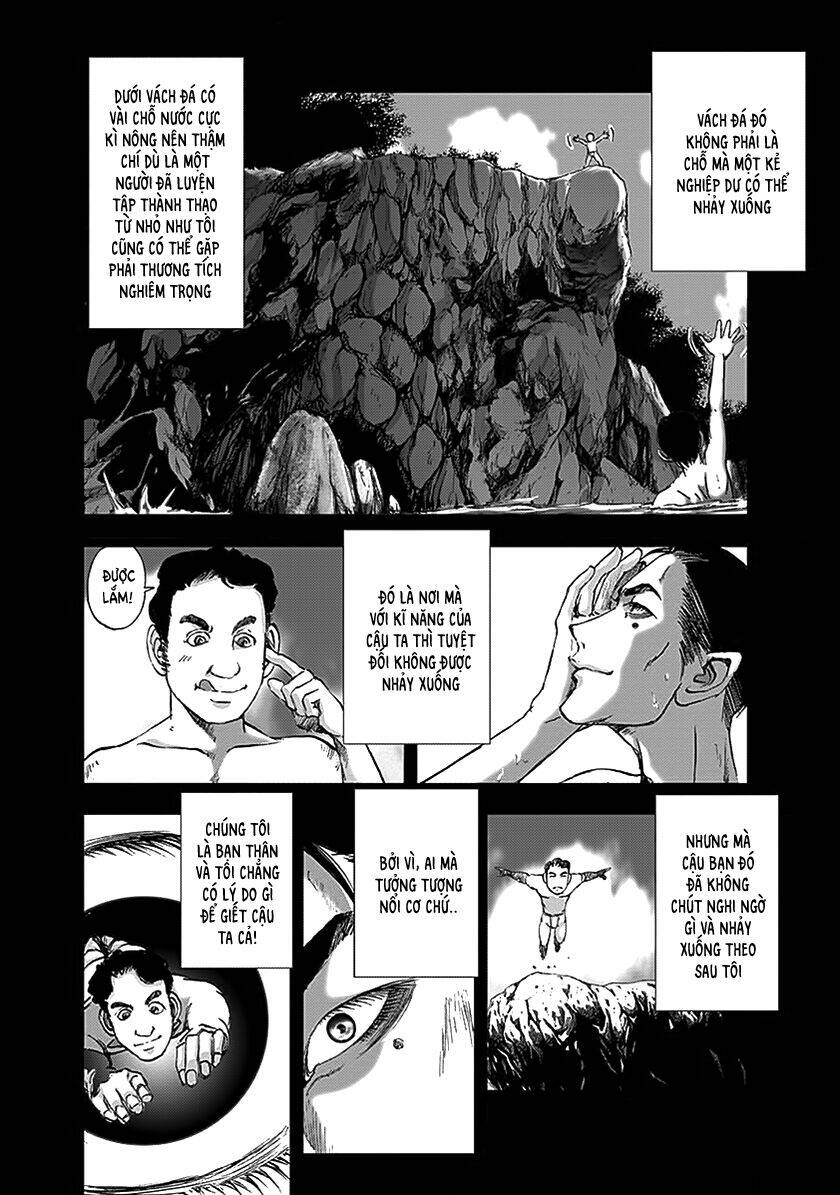 VÁCH ĐÁ ĐÓ
KHÔNG PHẢI LÀ
CHỖ MÀ MỘT KẺ
NGHIỆP DƯ CÓ THỂ
NHẢY XUỐNG
DƯỚI VÁCH ĐÁ CÓ
VÀI CHỖ NƯỚC CỰC
KÌ NÔNG NÊN THẬM
CHÍ DÙ LÀ MỘT
NGƯỜI ĐÃ LUYỆN
TẬP THÀNH THẠO
TỪ NHỎ NHƯ TÔI
CŨNG CÓ THỂ GẶP
PHẢI THƯƠNG TÍCH
NGHIÊM TRỌNG
ĐÓ LÀ NƠI MÀ
VỚI KĨ NĂNG CỦA
CẬU TA THÌ TUYỆT
ĐỐI KHÔNG ĐƯỢC
NHẢY XUỐNG
ĐƯỢC
LẮM!
NHƯNG MÀ
CẬU BẠN ĐÓ
ĐÃ KHÔNG
CHÚT NGHI NGỜ
GÌ VÀ NHẢY
XUỐNG THEO
SAU TÔI
BỞI VÌ, AI MÀ
TƯỞNG TƯỢNG
NỔI CƠ CHỨ..
CHÚNG TÔI
LÀ BẠN THÂN
VÀ TÔI CHẲNG
CÓ LÝ DO GÌ
ĐỂ GIẾT CẬU
TA CẢ!